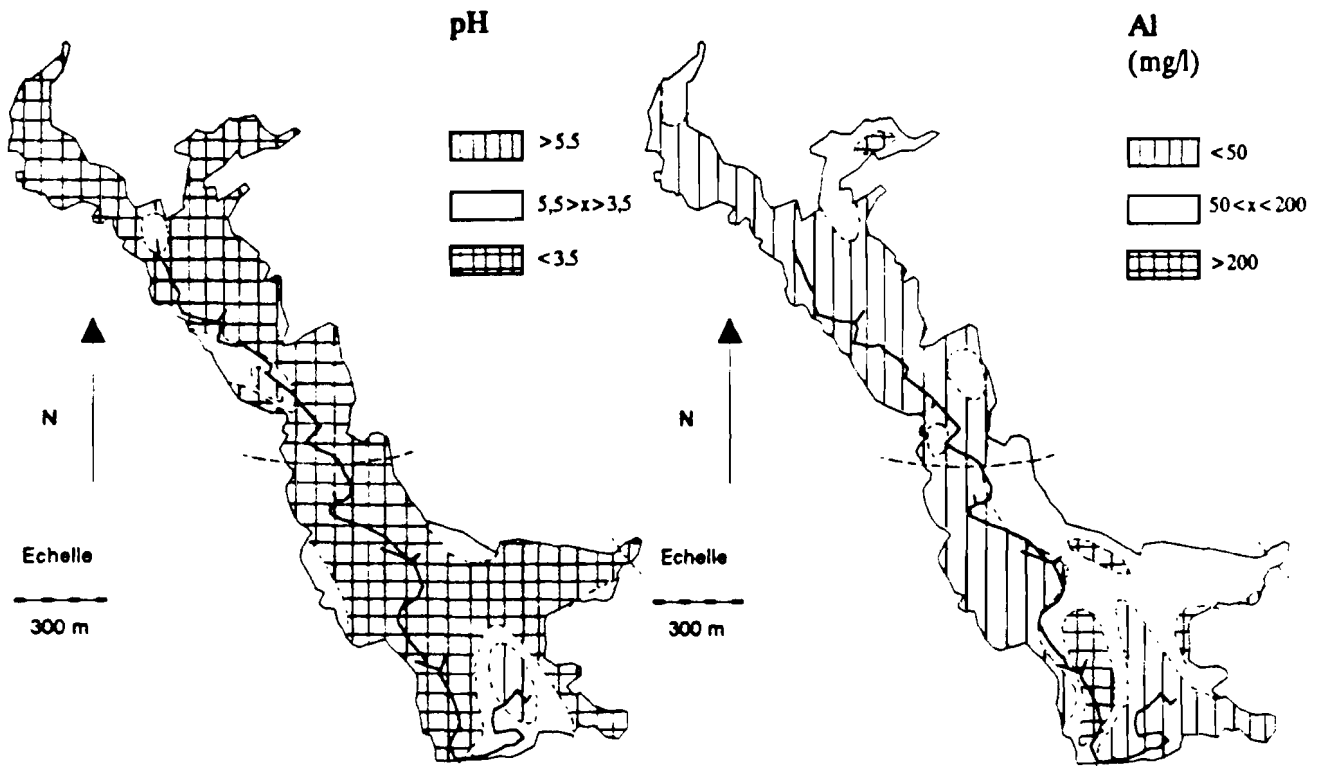 pH
>5.5
5,5>x>3,5
<3.5
N
Echelle
300 m
Al
(mg/l)
<50
50<x<200
>200
N
Echelle
300 m